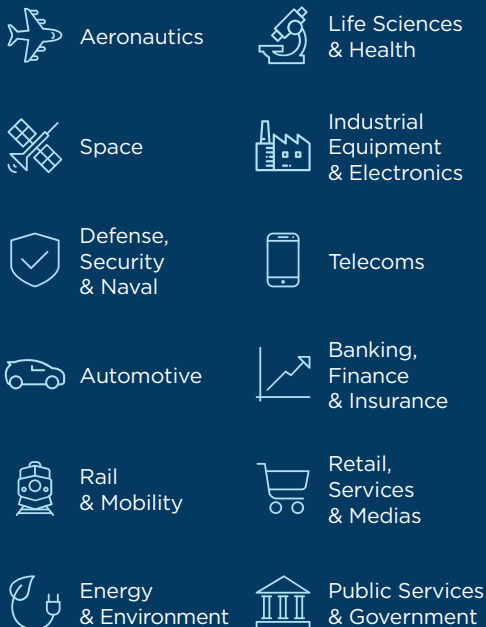 Aeronautics
Life Sciences
& Health
Space
Industrial
Equipment
& Electronics
Defense,
Security
& Naval
Telecoms
Automotive
Banking,
Finance
& Insurance
Rail
& Mobility
Retail,
Services
& Medias
Energy
& Environment
Public Services
& Government